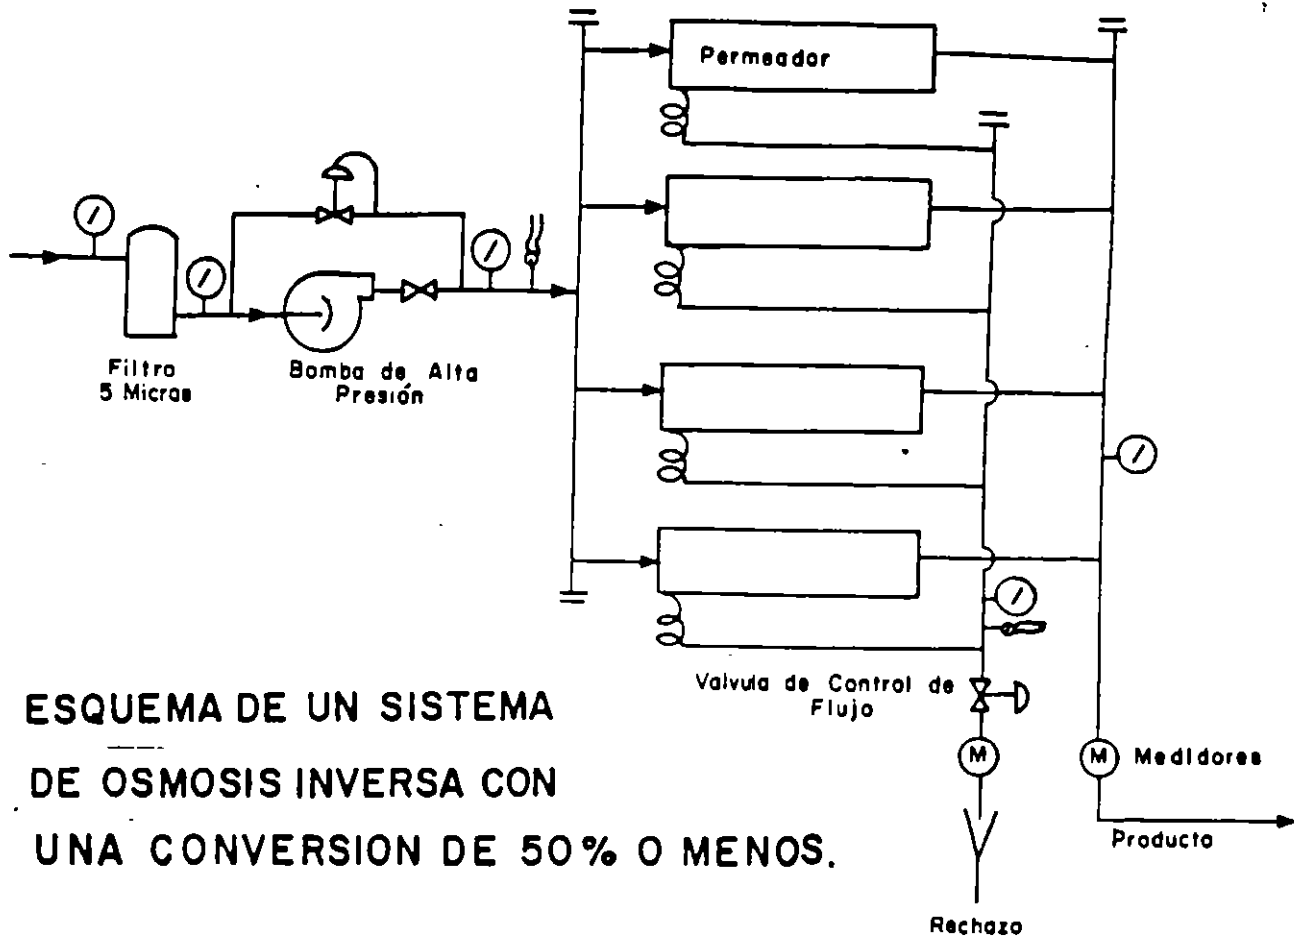 Permeador
Filtro
5 Micras
Bomba de Alta
Presión
Valvula de Control de
Flujo
M
M Medidores
Producto
Rechazo
ESQUEMA DE UN SISTEMA
DE OSMOSIS INVERSA CON
UNA CONVERSION DE 50% O MENOS.